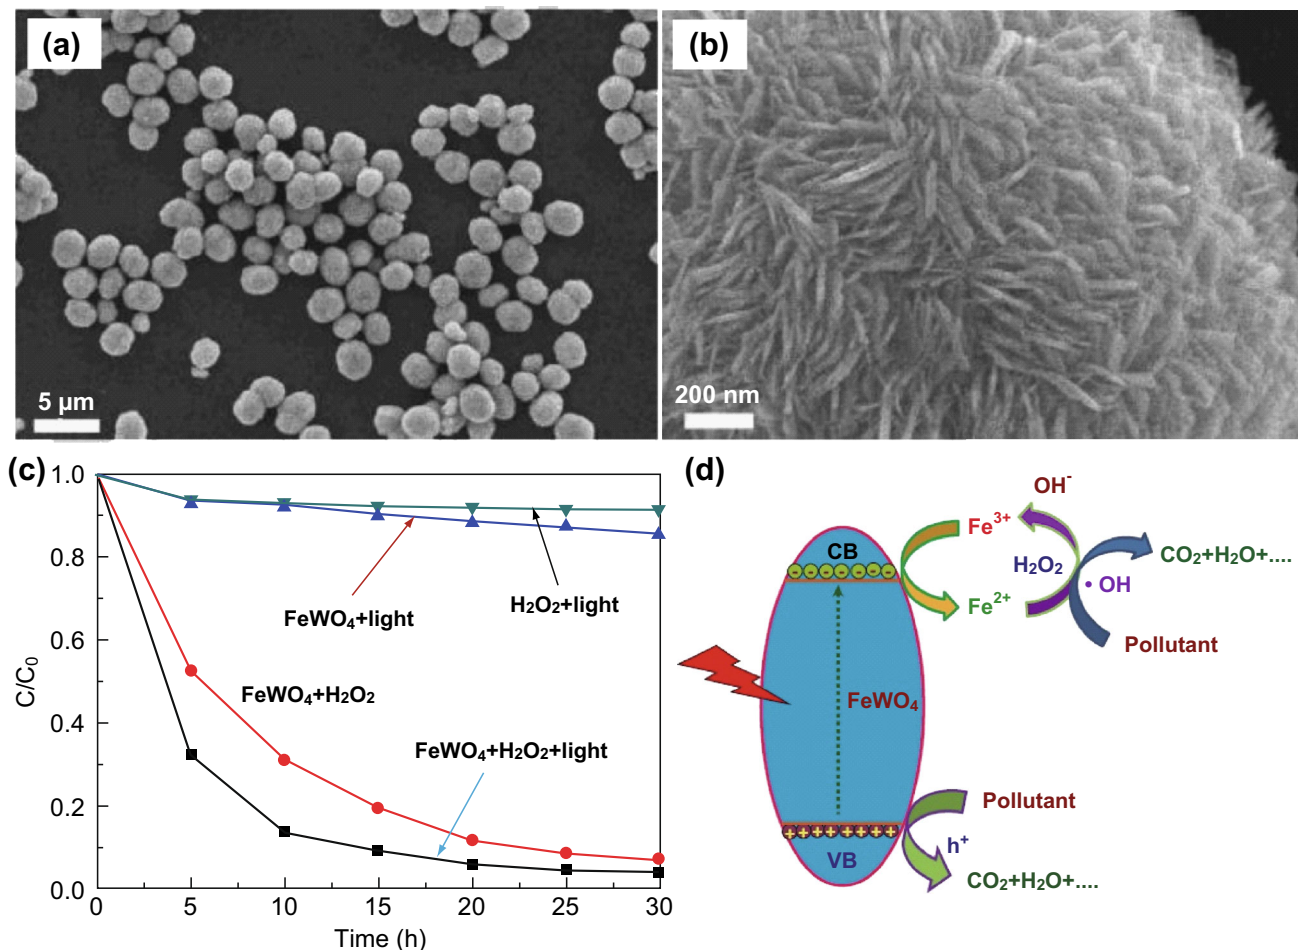 (a)
5 µm
(b)
200 nm
(c)
1.0
0.8
0.6
0.4
0.2
0.0
C/C₀
0 5 10 15 20 25 30
Time (h)
FeWO₄+light
H₂O₂+light
FeWO₄+H₂O₂
FeWO₄+H₂O₂+light
(d)
OH⁻
CB
Fe³⁺
H₂O₂
CO₂+H₂O+....
• OH
Fe²⁺
Pollutant
FeWO₄
Pollutant
h⁺
VB
CO₂+H₂O+....